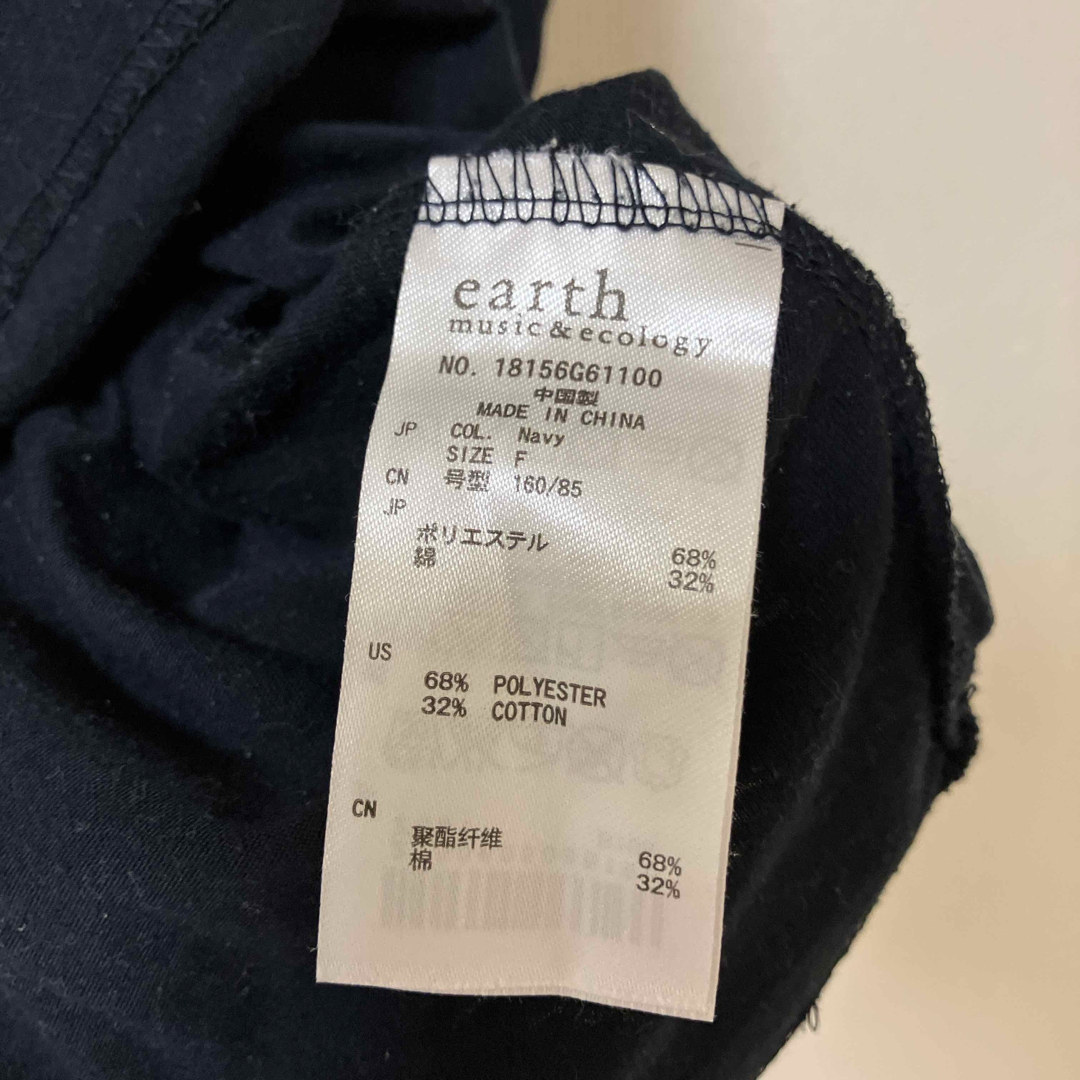 earth
music & ecology
NO. 18156G61100
中国製
MADE IN CHINA
JP COL. Navy
SIZE F
CN 号型 160/85
JP
ポリエステル 68%
綿 32%
US
68% POLYESTER
32% COTTON
CN
聚酯纤维 68%
棉 32%